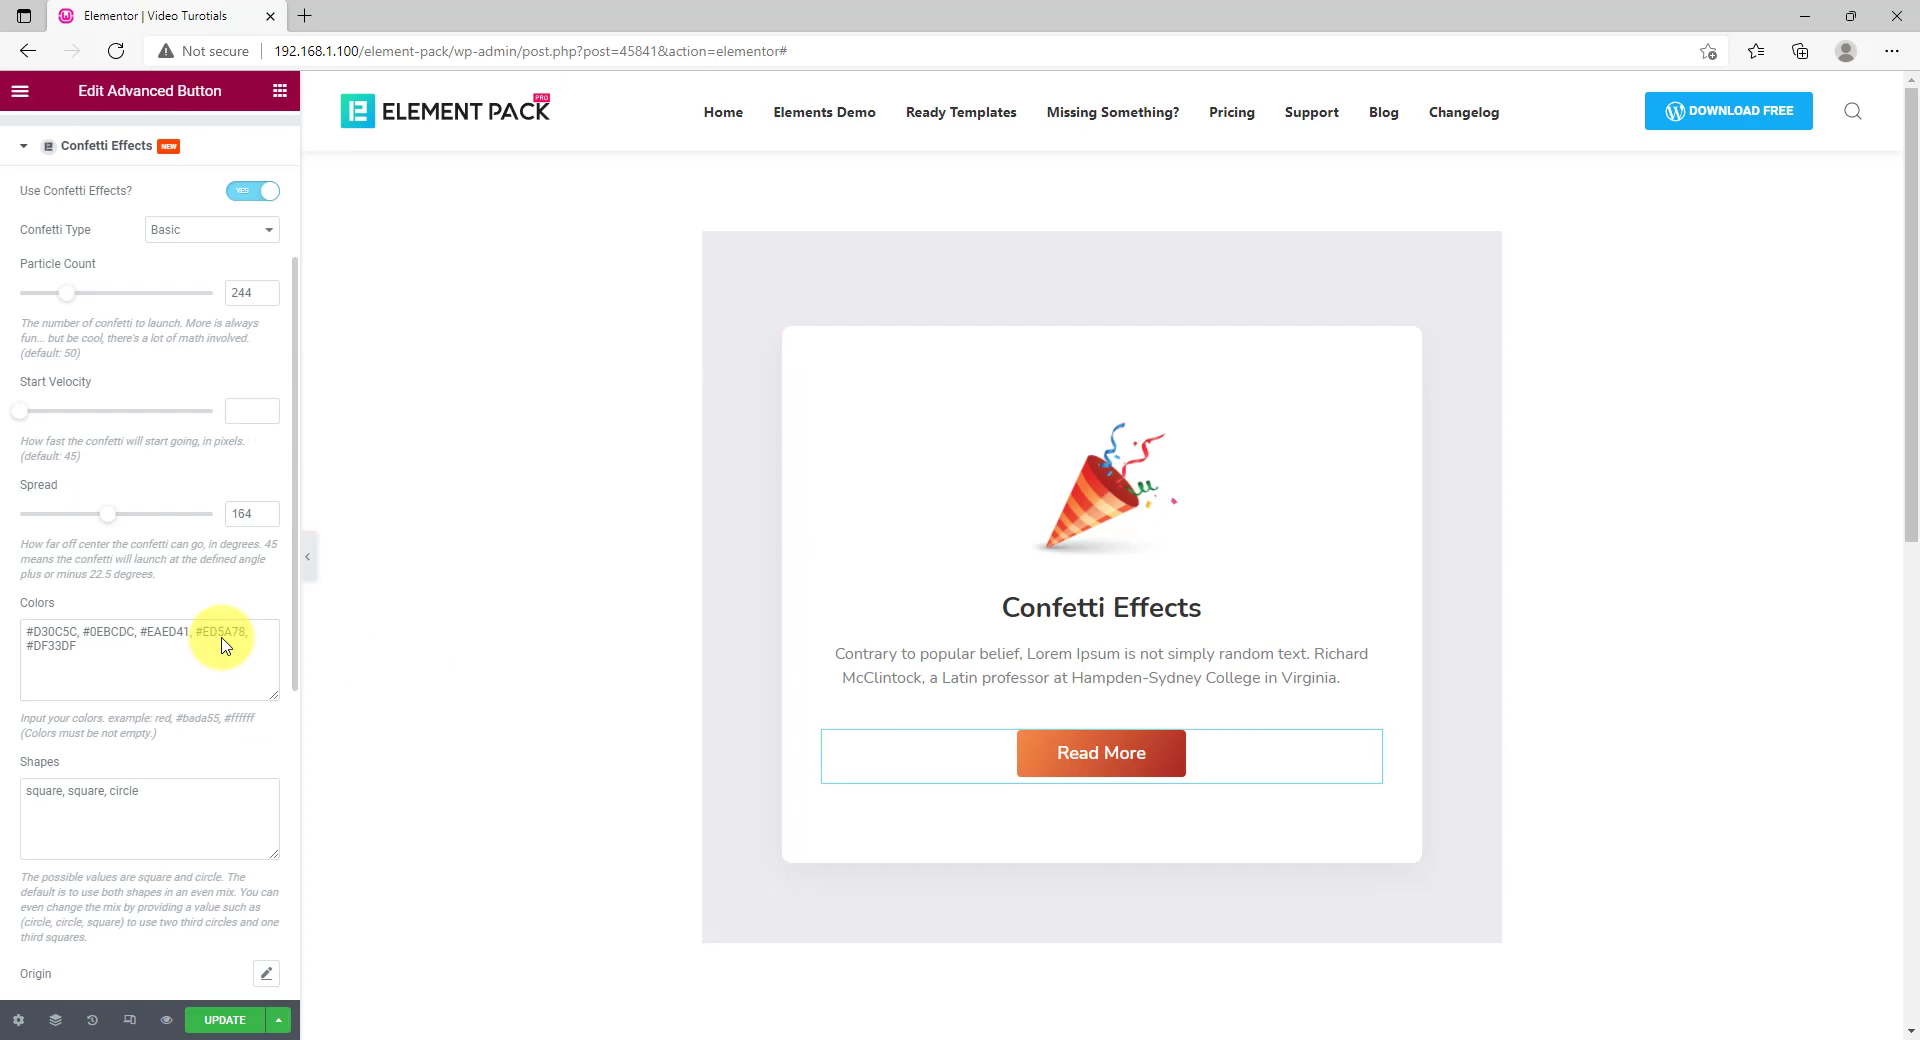 Elementor | Video Turotials
Not secure
192.168.1.100/element-pack/wp-admin/post.php?post=45841&action=elementor#
Edit Advanced Button
Confetti Effects NEW
Use Confetti Effects?
YES
Confetti Type
Basic
Particle Count
244
The number of confetti to launch. More is always
fun... but be cool, there's a lot of math involved.
(default: 50)
Start Velocity
How fast the confetti will start going, in pixels.
(default: 45)
Spread
164
How far off center the confetti can go, in degrees. 45
means the confetti will launch at the defined angle
plus or minus 22.5 degrees.
Colors
#D30C5C, #0EBCDC, #EAED41, #ED5A78,
#DF33DF
Input your colors. example: red, #bada55, #ffffff
(Colors must be not empty.)
Shapes
square, square, circle
The possible values are square and circle. The
default is to use both shapes in an even mix. You can
even change the mix by providing a value such as
(circle, circle, square) to use two third circles and one
third squares.
Origin
UPDATE
ELEMENT PACK
PRO
Home
Elements Demo
Ready Templates
Missing Something?
Pricing
Support
Blog
Changelog
DOWNLOAD FREE
Confetti Effects
Contrary to popular belief, Lorem Ipsum is not simply random text. Richard
McClintock, a Latin professor at Hampden-Sydney College in Virginia.
Read More